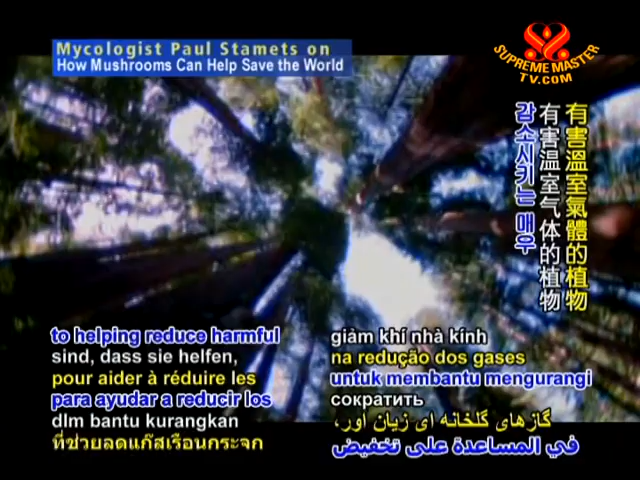 Mycologist Paul Stamets on
How Mushrooms Can Help Save the World
SUPREME MASTER
TV.COM
有害溫室氣體的植物
有害温室气体的植物
감소시키는 매우
to helping reduce harmful
sind, dass sie helfen,
pour aider à réduire les
para ayudar a reducir los
dlm bantu kurangkan
ที่ช่วยลดแก๊สเรือนกระจก
giảm khí nhà kính
na redução dos gases
untuk membantu mengurangi
сократить
گازهای گلخانه ای زیان آور،
في المساعدة على تخفيض